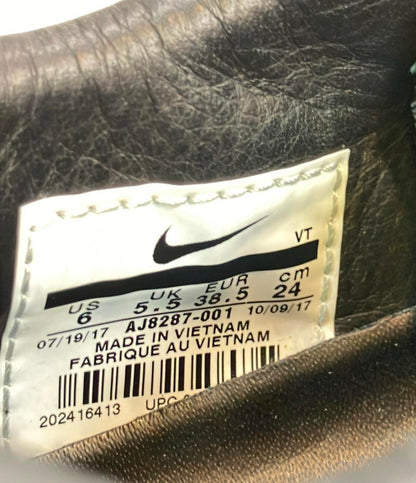 VT
US UK EUR cm
6 5.5 38.5 24
07/19/17 AJ8287-001 10/09/17
MADE IN VIETNAM
FABRIQUE AU VIETNAM
202416413 UPC